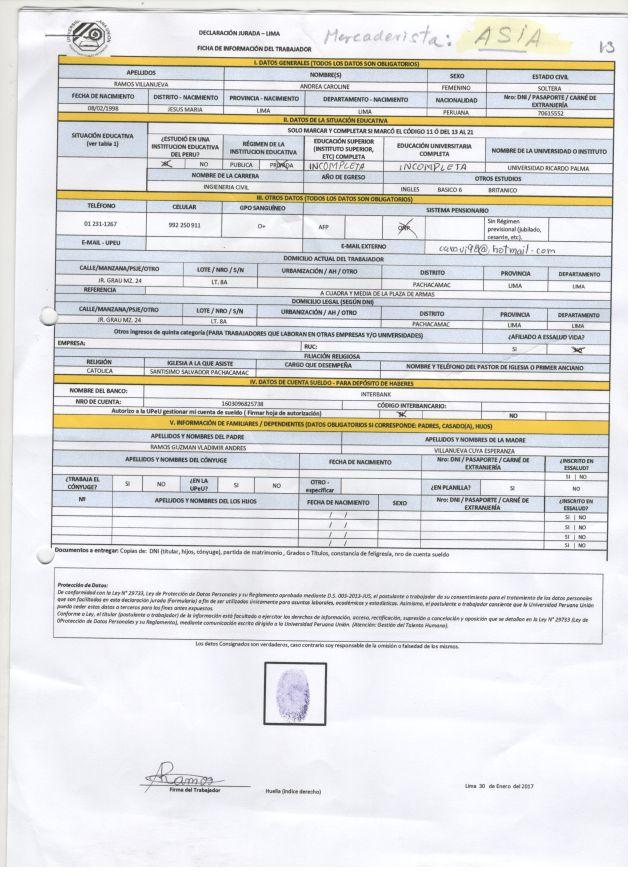 DECLARACIÓN JURADA – LIMA
Mercaderista: ASIA
13
FICHA DE INFORMACIÓN DEL TRABAJADOR
I. DATOS GENERALES (TODOS LOS DATOS SON OBLIGATORIOS)
APELLIDOS NOMBRE(S) SEXO ESTADO CIVIL
RAMOS VILLANUEVA ANDREA CAROLINE FEMENINO SOLTERA
FECHA DE NACIMIENTO DISTRITO - NACIMIENTO PROVINCIA - NACIMIENTO DEPARTAMENTO - NACIMIENTO NACIONALIDAD Nro: DNI / PASAPORTE / CARNÉ DE EXTRANJERÍA
08/02/1998 JESUS MARIA LIMA LIMA PERUANA 70615552
II. DATOS DE LA SITUACIÓN EDUCATIVA
SOLO MARCAR Y COMPLETAR SI MARCÓ EL CÓDIGO 11 Ó DEL 13 AL 21
SITUACIÓN EDUCATIVA (ver tabla 1) ¿ESTUDIÓ EN UNA INSTITUCION EDUCATIVA DEL PERU? RÉGIMEN DE LA INSTITUCION EDUCATIVA EDUCACIÓN SUPERIOR (INSTITUTO SUPERIOR, ETC) COMPLETA EDUCACIÓN UNIVERSITARIA COMPLETA NOMBRE DE LA UNIVERSIDAD O INSTITUTO
NO PUBLICA PRIVADA INCOMPLETA INCOMPLETA UNIVERSIDAD RICARDO PALMA
NOMBRE DE LA CARRERA AÑO DE EGRESO OTROS ESTUDIOS
INGIENERIA CIVIL INGLES BASICO 6 BRITANICO
III. OTROS DATOS (TODOS LOS DATOS SON OBLIGATORIOS)
TELÉFONO CELULAR GPO SANGUÍNEO SISTEMA PENSIONARIO
01 231-1267 992 250 911 O+ AFP ONP Sin Régimen previsional (jubilado, cesante, etc).
E-MAIL - UPEU E-MAIL EXTERNO caravi98@hotmail.com
DOMICILIO ACTUAL DEL TRABAJADOR
CALLE/MANZANA/PSJE/OTRO LOTE / NRO / S/N URBANIZACIÓN / AH / OTRO DISTRITO PROVINCIA DEPARTAMENTO
JR. GRAU MZ. 24 LT. 8A PACHACAMAC LIMA LIMA
REFERENCIA A CUADRA Y MEDIA DE LA PLAZA DE ARMAS
DOMICILIO LEGAL (SEGÚN DNI)
CALLE/MANZANA/PSJE/OTRO LOTE / NRO / S/N URBANIZACIÓN / AH / OTRO DISTRITO PROVINCIA DEPARTAMENTO
JR. GRAU MZ. 24 LT. 8A PACHACAMAC LIMA LIMA
Otros ingresos de quinta categoría (PARA TRABAJADORES QUE LABORAN EN OTRAS EMPRESAS Y/O UNIVERSIDADES) ¿AFILIADO A ESSALUD VIDA?
EMPRESA: RUC: SI
FILIACIÓN RELIGIOSA
RELIGIÓN IGLESIA A LA QUE ASISTE CARGO QUE DESEMPEÑA NOMBRE Y TELÉFONO DEL PASTOR DE IGLESIA O PRIMER ANCIANO
CATOLICA SANTISIMO SALVADOR PACHACAMAC
IV. DATOS DE CUENTA SUELDO - PARA DEPÓSITO DE HABERES
NOMBRE DEL BANCO: INTERBANK
NRO DE CUENTA: 1603096825738 CÓDIGO INTERBANCARIO:
Autorizo a la UPeU gestionar mi cuenta de sueldo ( Firmar hoja de autorización) NO
V. INFORMACIÓN DE FAMILIARES / DEPENDIENTES (DATOS OBLIGATORIOS SI CORRESPONDE: PADRES, CASADO(A), HIJOS)
APELLIDOS Y NOMBRES DEL PADRE APELLIDOS Y NOMBRES DE LA MADRE
RAMOS GUZMAN VLADIMIR ANDRES VILLANUEVA CUYA ESPERANZA
APELLIDOS Y NOMBRES DEL CÓNYUGE FECHA DE NACIMIENTO Nro: DNI / PASAPORTE / CARNÉ DE EXTRANJERÍA ¿INSCRITO EN ESSALUD?
SI NO
¿TRABAJA EL CÓNYUGE? SI NO ¿EN LA UPeU? SI NO OTRO - especificar ¿EN PLANILLA? SI NO
Nº APELLIDOS Y NOMBRES DEL LOS HIJOS FECHA DE NACIMIENTO SEXO Nro: DNI / PASAPORTE / CARNÉ DE EXTRANJERÍA ¿INSCRITO EN ESSALUD?
/ / SI NO
/ / SI NO
/ / SI NO
SI NO
Documentos a entregar: Copias de: DNI (titular, hijos, cónyuge), partida de matrimonio , Grados o Títulos, constancia de feligresía, nro de cuenta sueldo
Protección de Datos:
De conformidad con la Ley N° 29733, Ley de Protección de Datos Personales y su Reglamento aprobado mediante D.S. 003-2013-JUS, el postulante o trabajador da su consentimiento para el tratamiento de los datos personales
que son facilitados en esta declaración jurada (Formulario) a fin de ser utilizados únicamente para asuntos laborales, académicos y estadísticas. Asimismo, el postulante o trabajador consiente que la Universidad Peruana Unión
pueda ceder estos datos a terceros para los fines antes expuestos.
Conforme a Ley, el titular (postulante o trabajador) de la información está facultado a ejercitar los derechos de información, acceso, rectificación, supresión o cancelación y oposición que se detallan en la Ley N° 29733 (Ley de
0Protección de Datos Personales y su Reglamento), mediante comunicación escrita dirigido a la Universidad Peruana Unión. (Atención: Gestión del Talento Humano).
Los datos Consignados son verdaderos, caso contrario soy responsable de la omisión o falsedad de los mismos.
ARamos
Firma del Trabajador
Huella (índice derecho)
Lima 30 de Enero del 2017